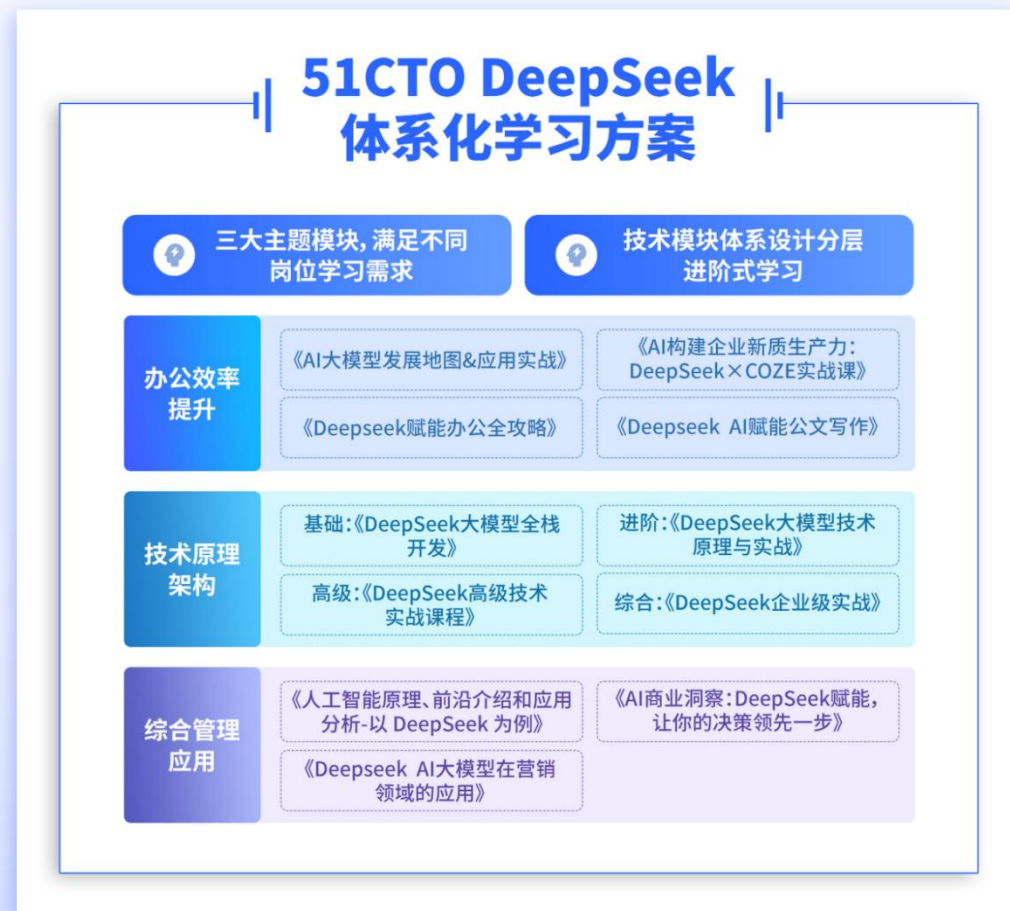 51CTO DeepSeek
体系化学习方案
三大主题模块,满足不同
岗位学习需求
技术模块体系设计分层
进阶式学习
办公效率
提升
《AI大模型发展地图&应用实战》
《AI构建企业新质生产力：
DeepSeek×COZE实战课》
《Deepseek赋能办公全攻略》
《Deepseek AI赋能公文写作》
技术原理
架构
基础：《DeepSeek大模型全栈
开发》
进阶：《DeepSeek大模型技术
原理与实战》
高级：《DeepSeek高级技术
实战课程》
综合：《DeepSeek企业级实战》
综合管理
应用
《人工智能原理、前沿介绍和应用
分析-以 DeepSeek 为例》
《AI商业洞察：DeepSeek赋能，
让你的决策领先一步》
《Deepseek AI大模型在营销
领域的应用》